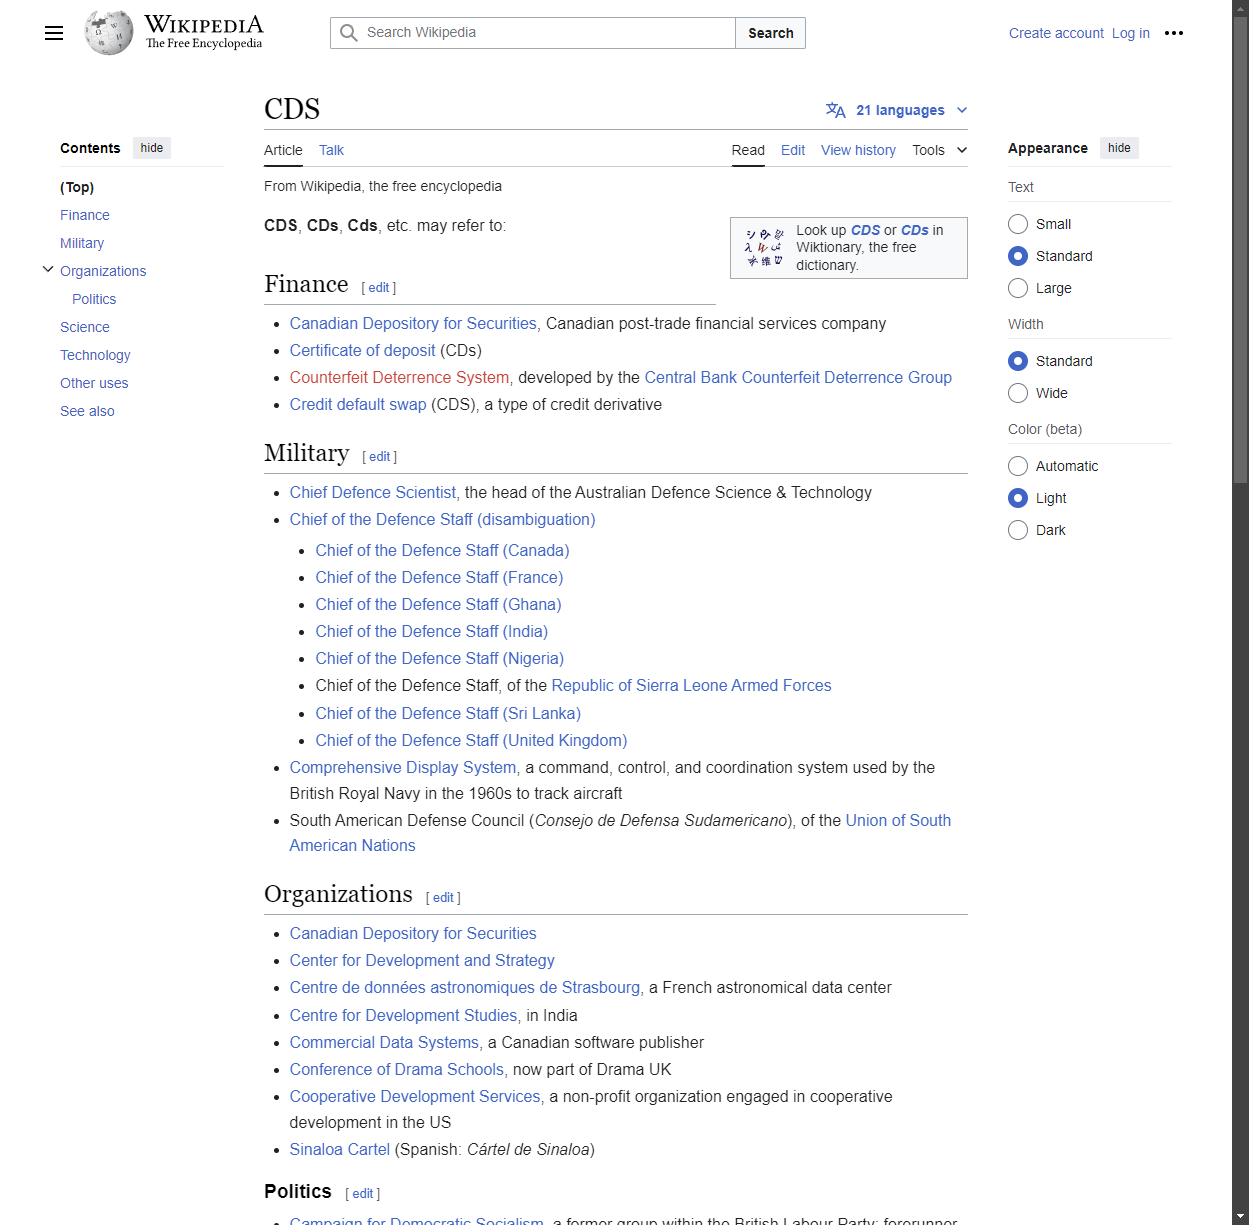 WIKIPEDIA
The Free Encyclopedia
Search Wikipedia
Search
Create account Log in
CDS
21 languages
Contents hide
(Top)
Finance
Military
Organizations
Politics
Science
Technology
Other uses
See also
Article Talk
Read Edit View history Tools
From Wikipedia, the free encyclopedia
CDS, CDs, Cds, etc. may refer to:
Look up CDS or CDs in
Wiktionary, the free
dictionary.
Finance [ edit ]
• Canadian Depository for Securities, Canadian post-trade financial services company
• Certificate of deposit (CDs)
• Counterfeit Deterrence System, developed by the Central Bank Counterfeit Deterrence Group
• Credit default swap (CDS), a type of credit derivative
Military [ edit ]
• Chief Defence Scientist, the head of the Australian Defence Science & Technology
• Chief of the Defence Staff (disambiguation)
• Chief of the Defence Staff (Canada)
• Chief of the Defence Staff (France)
• Chief of the Defence Staff (Ghana)
• Chief of the Defence Staff (India)
• Chief of the Defence Staff (Nigeria)
• Chief of the Defence Staff, of the Republic of Sierra Leone Armed Forces
• Chief of the Defence Staff (Sri Lanka)
• Chief of the Defence Staff (United Kingdom)
• Comprehensive Display System, a command, control, and coordination system used by the
British Royal Navy in the 1960s to track aircraft
• South American Defense Council (Consejo de Defensa Sudamericano), of the Union of South
American Nations
Organizations [ edit ]
• Canadian Depository for Securities
• Center for Development and Strategy
• Centre de données astronomiques de Strasbourg, a French astronomical data center
• Centre for Development Studies, in India
• Commercial Data Systems, a Canadian software publisher
• Conference of Drama Schools, now part of Drama UK
• Cooperative Development Services, a non-profit organization engaged in cooperative
development in the US
• Sinaloa Cartel (Spanish: Cártel de Sinaloa)
Politics [ edit ]
• Campaign for Democratic Socialism, a former group within the British Labour Party; forerunner
Appearance hide
Text
Small
Standard
Large
Width
Standard
Wide
Color (beta)
Automatic
Light
Dark